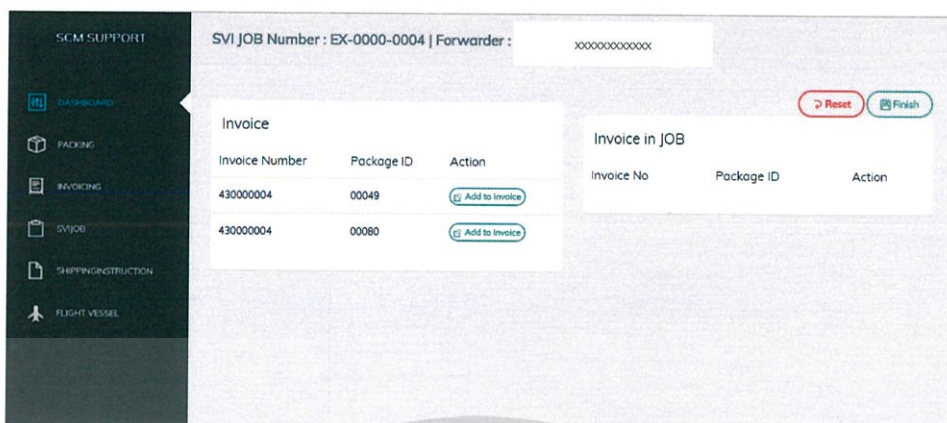 SCM SUPPORT
SVI JOB Number : EX-0000-0004 | Forwarder : xxxxxxxxxxxx
DASHBOARD
PACKING
INVOICING
SVIJOB
SHIPPINGINSTRUCTION
FLIGHT VESSEL
Reset
Finish
Invoice
Invoice Number Package ID Action
430000004 00049 Add to Invoice
430000004 00080 Add to Invoice
Invoice in JOB
Invoice No Package ID Action